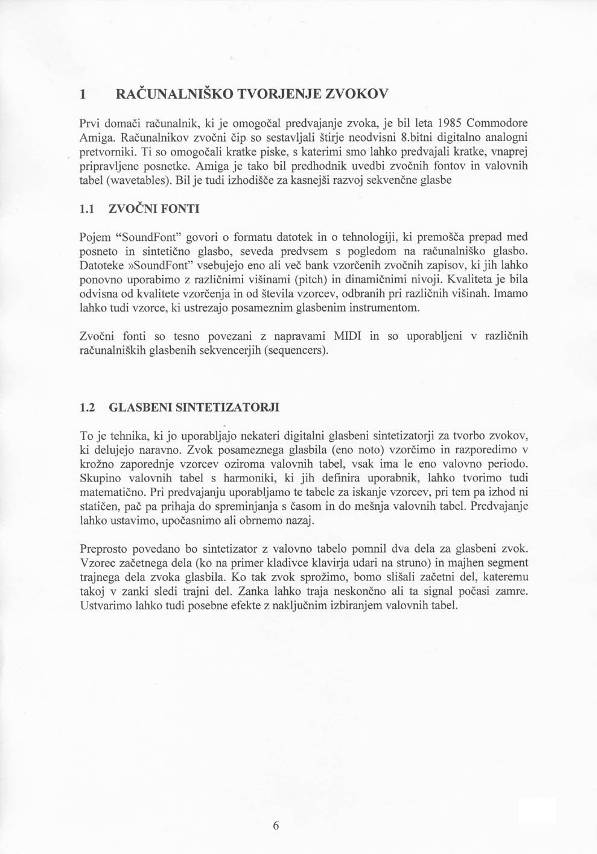 1 RAČUNALNIŠKO TVORJENJE ZVOKOV
Prvi domači računalnik, ki je omogočal predvajanje zvoka, je bil leta 1985 Commodore
Amiga. Računalnikov zvočni čip so sestavljali štirje neodvisni 8.bitni digitalno analogni
pretvorniki. Ti so omogočali kratke piske, s katerimi smo lahko predvajali kratke, vnaprej
pripravljene posnetke. Amiga je tako bil predhodnik uvedbi zvočnih fontov in valovnih
tabel (wavetables). Bil je tudi izhodišče za kasnejši razvoj sekvenčne glasbe
1.1 ZVOČNI FONTI
Pojem “SoundFont” govori o formatu datotek in o tehnologiji, ki premošča prepad med
posneto in sintetično glasbo, seveda predvsem s pogledom na računalniško glasbo.
Datoteke »SoundFont” vsebujejo eno ali več bank vzorčenih zvočnih zapisov, ki jih lahko
ponovno uporabimo z različnimi višinami (pitch) in dinamičnimi nivoji. Kvaliteta je bila
odvisna od kvalitete vzorčenja in od števila vzorcev, odbranih pri različnih višinah. Imamo
lahko tudi vzorce, ki ustrezajo posameznim glasbenim instrumentom.
Zvočni fonti so tesno povezani z napravami MIDI in so uporabljeni v različnih
računalniških glasbenih sekvencerjih (sequencers).
1.2 GLASBENI SINTETIZATORJI
To je tehnika, ki jo uporabljajo nekateri digitalni glasbeni sintetizatorji za tvorbo zvokov,
ki delujejo naravno. Zvok posameznega glasbila (eno noto) vzorčimo in razporedimo v
krožno zaporednje vzorcev oziroma valovnih tabel, vsak ima le eno valovno periodo.
Skupino valovnih tabel s harmoniki, ki jih definira uporabnik, lahko tvorimo tudi
matematično. Pri predvajanju uporabljamo te tabele za iskanje vzorcev, pri tem pa izhod ni
statičen, pač pa prihaja do spreminjanja s časom in do mešnja valovnih tabel. Predvajanje
lahko ustavimo, upočasnimo ali obrnemo nazaj.
Preprosto povedano bo sintetizator z valovno tabelo pomnil dva dela za glasbeni zvok.
Vzorec začetnega dela (ko na primer kladivce klavirja udari na struno) in majhen segment
trajnega dela zvoka glasbila. Ko tak zvok sprožimo, bomo slišali začetni del, kateremu
takoj v zanki sledi trajni del. Zanka lahko traja neskončno ali ta signal počasi zamre.
Ustvarimo lahko tudi posebne efekte z naključnim izbiranjem valovnih tabel.
6